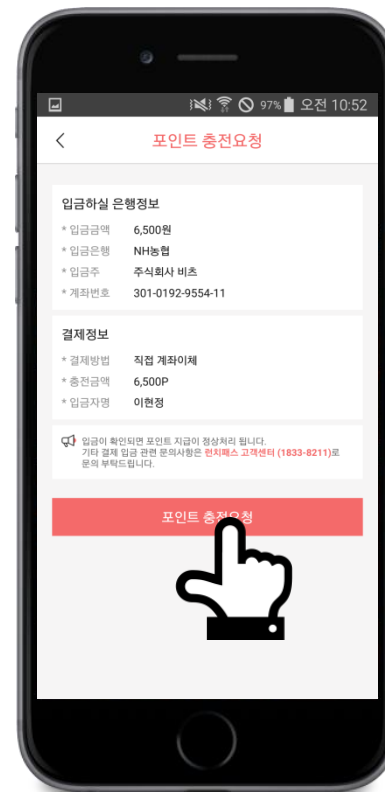 97% 오전 10:52
포인트 충전요청
입금하실 은행정보
* 입금금액 6,500원
* 입금은행 NH농협
* 입금주 주식회사 비츠
* 계좌번호 301-0192-9554-11
결제정보
* 결제방법 직접 계좌이체
* 충전금액 6,500P
* 입금자명 이현정
입금이 확인되면 포인트 지급이 정상처리 됩니다.
기타 결제 입금 관련 문의사항은 런치패스 고객센터 (1833-8211)로
문의 부탁드립니다.
포인트 충전요청